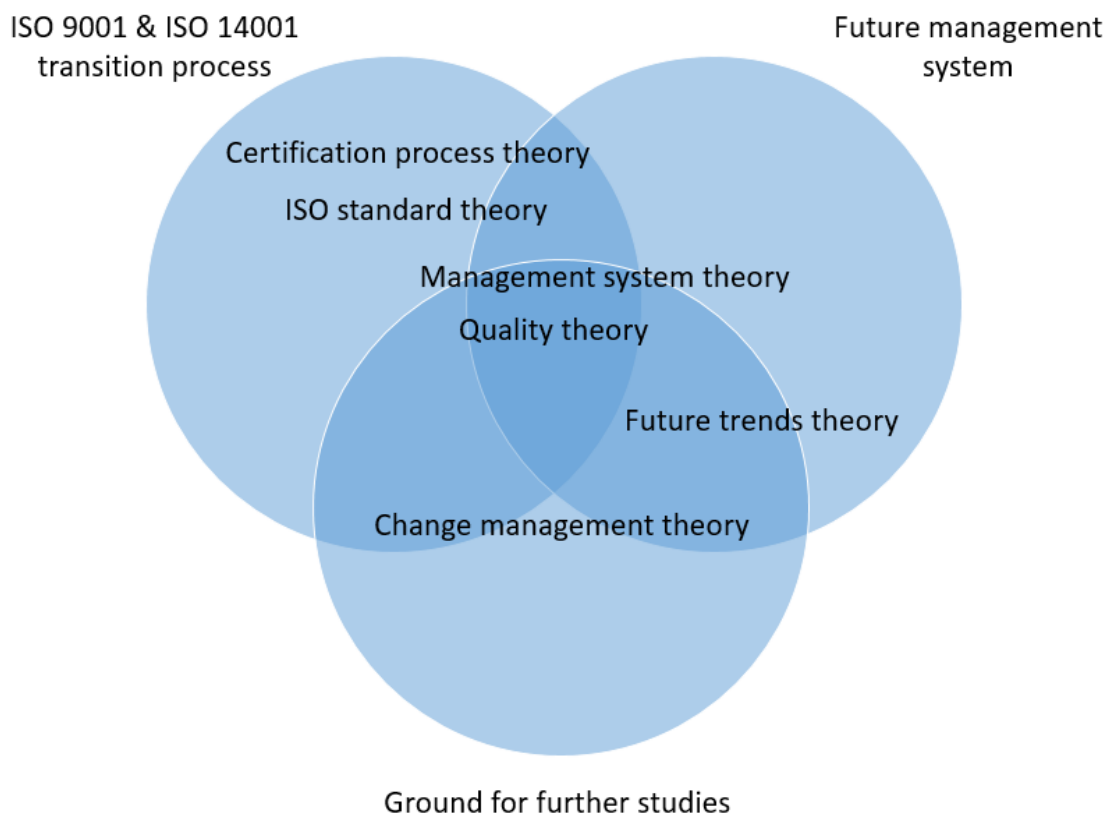 ISO 9001 & ISO 14001
transition process
Future management
system
Certification process theory
ISO standard theory
Management system theory
Quality theory
Future trends theory
Change management theory
Ground for further studies